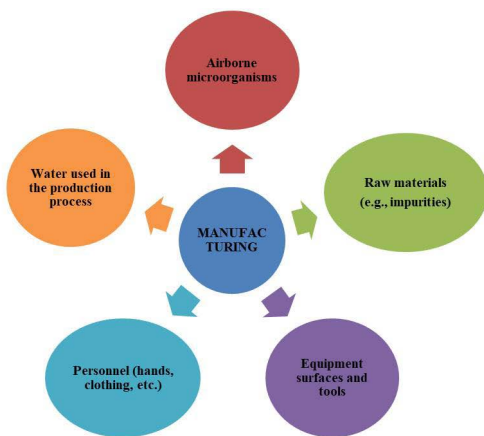 Airborne
microorganisms
Water used in
the production
process
Raw materials
(e.g., impurities)
MANUFAC
TURING
Personnel (hands,
clothing, etc.)
Equipment
surfaces and
tools